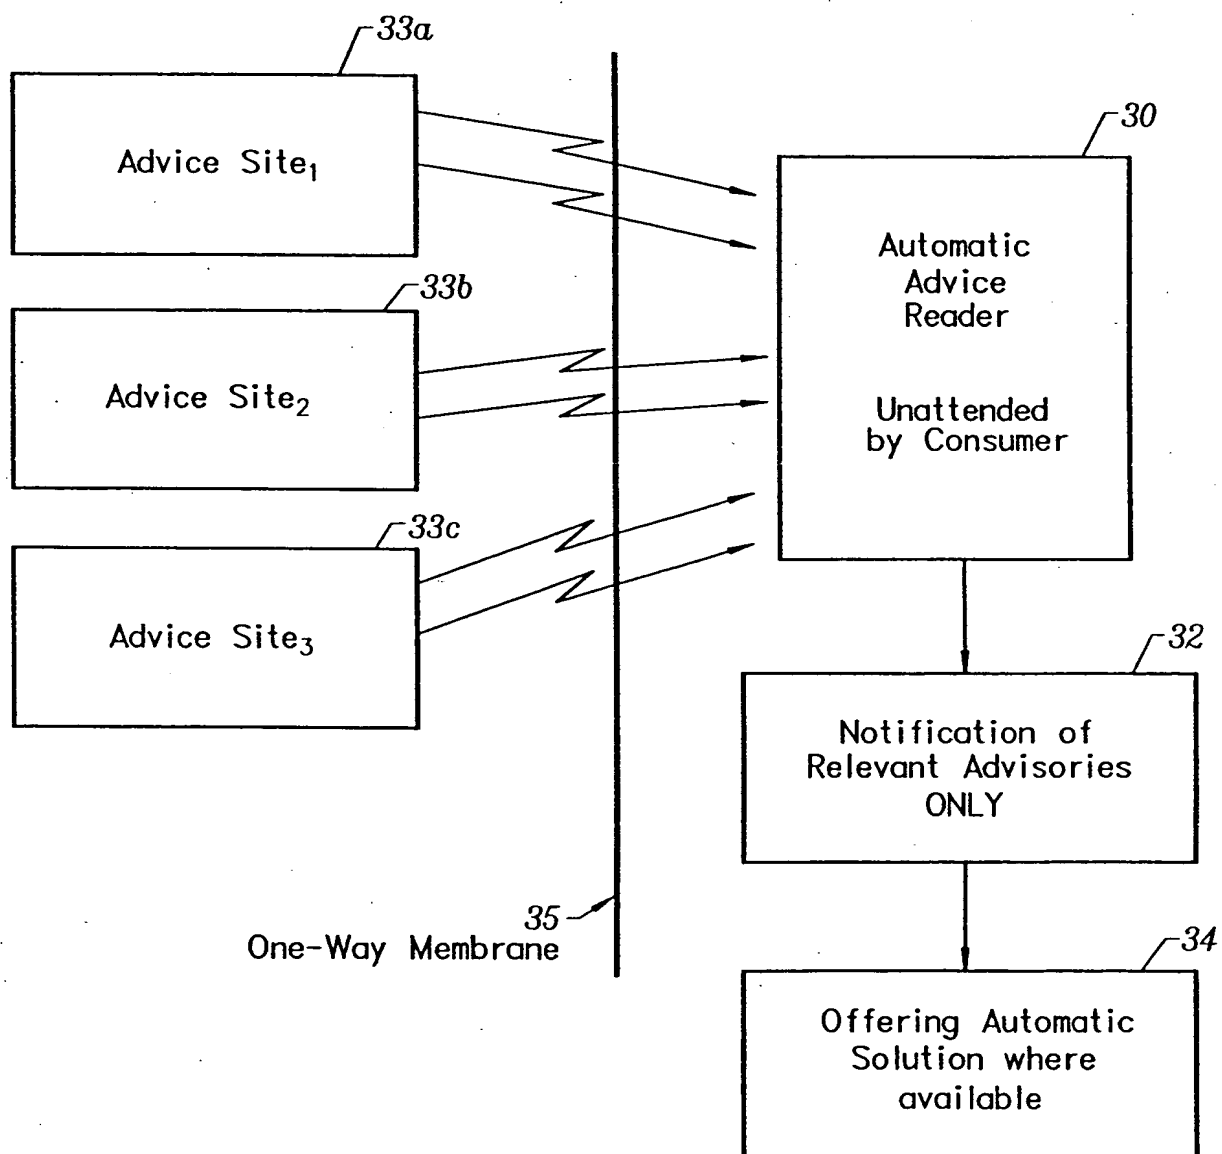 33a
Advice Site₁
33b
Advice Site₂
33c
Advice Site₃
35
One-Way Membrane
30
Automatic
Advice
Reader
Unattended
by Consumer
32
Notification of
Relevant Advisories
ONLY
34
Offering Automatic
Solution where
available